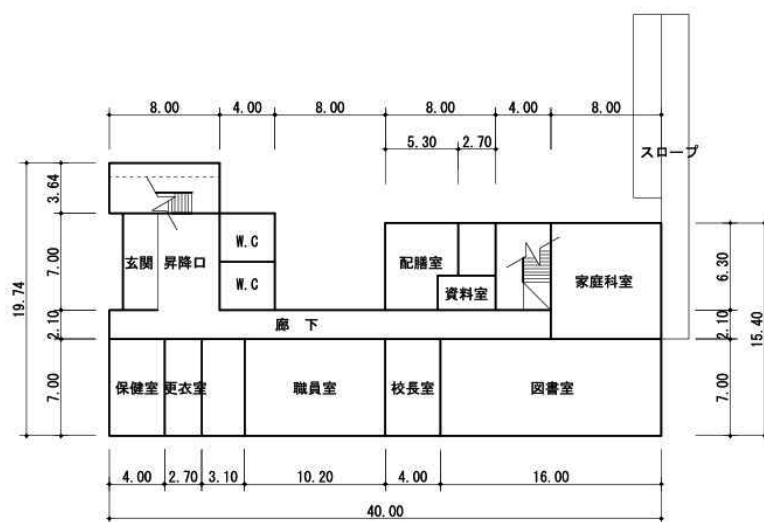 8.00 4.00 8.00 8.00 4.00 8.00
5.30 2.70
スロープ
3.64
7.00
2.10
7.00
19.74
玄関 昇降口
W.C
W.C
配膳室
資料室
家庭科室
廊 下
保健室 更衣室 職員室 校長室 図書室
6.30
2.10
7.00
15.40
4.00 2.70 3.10 10.20 4.00 16.00
40.00